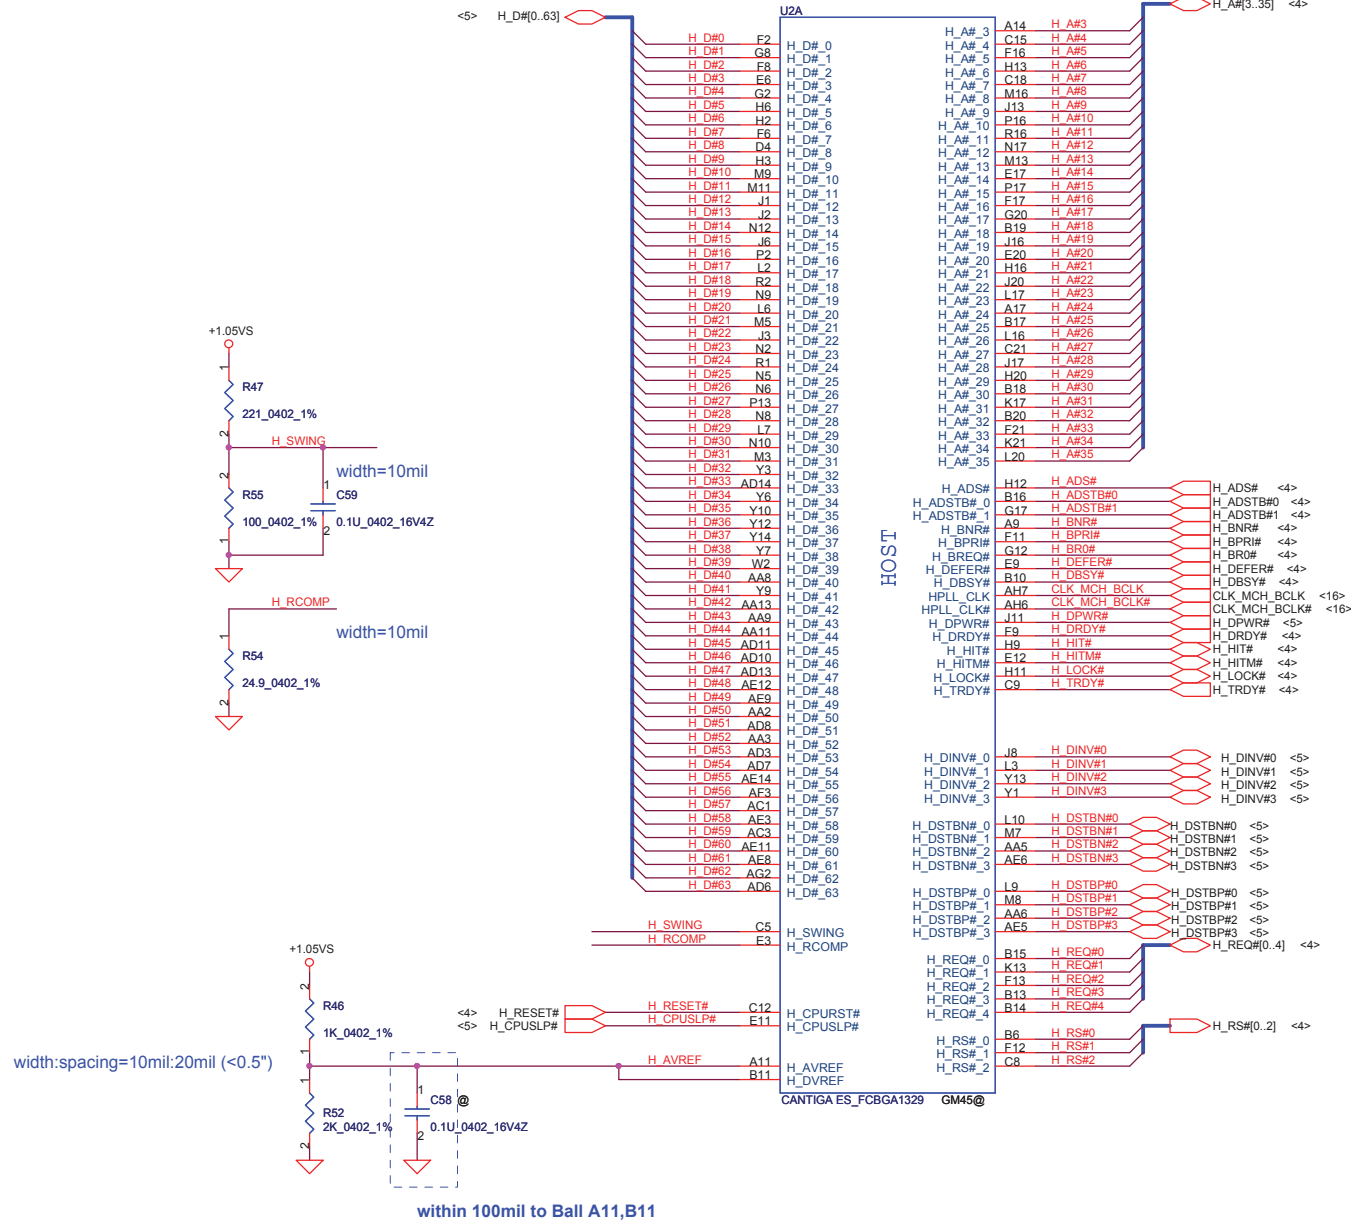 U2A
<5> H_D#[0..63]
H_A#[3..35] <4>
H_D#0 F2 H_D#_0
H_D#1 G8 H_D#_1
H_D#2 F8 H_D#_2
H_D#3 E6 H_D#_3
H_D#4 G2 H_D#_4
H_D#5 H6 H_D#_5
H_D#6 H2 H_D#_6
H_D#7 F6 H_D#_7
H_D#8 D4 H_D#_8
H_D#9 H3 H_D#_9
H_D#10 M9 H_D#_10
H_D#11 M11 H_D#_11
H_D#12 J1 H_D#_12
H_D#13 J2 H_D#_13
H_D#14 N12 H_D#_14
H_D#15 J6 H_D#_15
H_D#16 P2 H_D#_16
H_D#17 L2 H_D#_17
H_D#18 R2 H_D#_18
H_D#19 N9 H_D#_19
H_D#20 L6 H_D#_20
H_D#21 M5 H_D#_21
H_D#22 J3 H_D#_22
H_D#23 N2 H_D#_23
H_D#24 R1 H_D#_24
H_D#25 N5 H_D#_25
H_D#26 N6 H_D#_26
H_D#27 P13 H_D#_27
H_D#28 N8 H_D#_28
H_D#29 L7 H_D#_29
H_D#30 N10 H_D#_30
H_D#31 M3 H_D#_31
H_D#32 Y3 H_D#_32
H_D#33 AD14 H_D#_33
H_D#34 Y6 H_D#_34
H_D#35 Y10 H_D#_35
H_D#36 Y12 H_D#_36
H_D#37 Y14 H_D#_37
H_D#38 Y7 H_D#_38
H_D#39 W2 H_D#_39
H_D#40 AA8 H_D#_40
H_D#41 Y9 H_D#_41
H_D#42 AA13 H_D#_42
H_D#43 AA9 H_D#_43
H_D#44 AA11 H_D#_44
H_D#45 AD11 H_D#_45
H_D#46 AD10 H_D#_46
H_D#47 AD13 H_D#_47
H_D#48 AE12 H_D#_48
H_D#49 AE9 H_D#_49
H_D#50 AA2 H_D#_50
H_D#51 AD8 H_D#_51
H_D#52 AA3 H_D#_52
H_D#53 AD3 H_D#_53
H_D#54 AD7 H_D#_54
H_D#55 AE14 H_D#_55
H_D#56 AF3 H_D#_56
H_D#57 AC1 H_D#_57
H_D#58 AE3 H_D#_58
H_D#59 AC3 H_D#_59
H_D#60 AE11 H_D#_60
H_D#61 AE8 H_D#_61
H_D#62 AG2 H_D#_62
H_D#63 AD6 H_D#_63
H_SWING C5 H_SWING
H_RCOMP E3 H_RCOMP
<4> H_RESET# H_RESET# C12 H_CPURST#
<5> H_CPUSLP# H_CPUSLP# E11 H_CPUSLP#
H_AVREF A11 H_AVREF
B11 H_DVREF
HOST
H_A#_3 A14 H_A#3
H_A#_4 C15 H_A#4
H_A#_5 F16 H_A#5
H_A#_6 H13 H_A#6
H_A#_7 C18 H_A#7
H_A#_8 M16 H_A#8
H_A#_9 J13 H_A#9
H_A#_10 P16 H_A#10
H_A#_11 R16 H_A#11
H_A#_12 N17 H_A#12
H_A#_13 M13 H_A#13
H_A#_14 E17 H_A#14
H_A#_15 P17 H_A#15
H_A#_16 F17 H_A#16
H_A#_17 G20 H_A#17
H_A#_18 B19 H_A#18
H_A#_19 J16 H_A#19
H_A#_20 E20 H_A#20
H_A#_21 H16 H_A#21
H_A#_22 J20 H_A#22
H_A#_23 L17 H_A#23
H_A#_24 A17 H_A#24
H_A#_25 B17 H_A#25
H_A#_26 L16 H_A#26
H_A#_27 C21 H_A#27
H_A#_28 J17 H_A#28
H_A#_29 H20 H_A#29
H_A#_30 B18 H_A#30
H_A#_31 K17 H_A#31
H_A#_32 B20 H_A#32
H_A#_33 F21 H_A#33
H_A#_34 K21 H_A#34
H_A#_35 L20 H_A#35
H_ADS# H12 H_ADS# H_ADS# <4>
H_ADSTB#_0 B16 H_ADSTB#0 H_ADSTB#0 <4>
H_ADSTB#_1 G17 H_ADSTB#1 H_ADSTB#1 <4>
H_BNR# A9 H_BNR# H_BNR# <4>
H_BPRI# F11 H_BPRI# H_BPRI# <4>
H_BREQ# G12 H_BR0# H_BR0# <4>
H_DEFER# E9 H_DEFER# H_DEFER# <4>
H_DBSY# B10 H_DBSY# H_DBSY# <4>
HPLL_CLK AH7 CLK_MCH_BCLK CLK_MCH_BCLK <16>
HPLL_CLK# AH6 CLK_MCH_BCLK# CLK_MCH_BCLK# <16>
H_DPWR# J11 H_DPWR# H_DPWR# <5>
H_DRDY# F9 H_DRDY# H_DRDY# <4>
H_HIT# H9 H_HIT# H_HIT# <4>
H_HITM# E12 H_HITM# H_HITM# <4>
H_LOCK# H11 H_LOCK# H_LOCK# <4>
H_TRDY# C9 H_TRDY# H_TRDY# <4>
H_DINV#_0 J8 H_DINV#0 H_DINV#0 <5>
H_DINV#_1 L3 H_DINV#1 H_DINV#1 <5>
H_DINV#_2 Y13 H_DINV#2 H_DINV#2 <5>
H_DINV#_3 Y1 H_DINV#3 H_DINV#3 <5>
H_DSTBN#_0 L10 H_DSTBN#0 H_DSTBN#0 <5>
H_DSTBN#_1 M7 H_DSTBN#1 H_DSTBN#1 <5>
H_DSTBN#_2 AA5 H_DSTBN#2 H_DSTBN#2 <5>
H_DSTBN#_3 AE6 H_DSTBN#3 H_DSTBN#3 <5>
H_DSTBP#_0 L9 H_DSTBP#0 H_DSTBP#0 <5>
H_DSTBP#_1 M8 H_DSTBP#1 H_DSTBP#1 <5>
H_DSTBP#_2 AA6 H_DSTBP#2 H_DSTBP#2 <5>
H_DSTBP#_3 AE5 H_DSTBP#3 H_DSTBP#3 <5>
H_REQ#[0..4] <4>
H_REQ#_0 B15 H_REQ#0
H_REQ#_1 K13 H_REQ#1
H_REQ#_2 F13 H_REQ#2
H_REQ#_3 B13 H_REQ#3
H_REQ#_4 B14 H_REQ#4
H_RS#[0..2] <4>
H_RS#_0 B6 H_RS#0
H_RS#_1 F12 H_RS#1
H_RS#_2 C8 H_RS#2
CANTIGA ES_FCBGA1329 GM45@
+1.05VS
1
R47
221_0402_1%
2
H_SWING
width=10mil
2
R55
100_0402_1%
1
1
C59
0.1U_0402_16V4Z
2
H_RCOMP
width=10mil
1
R54
24.9_0402_1%
2
+1.05VS
2
R46
1K_0402_1%
1
width:spacing=10mil:20mil (<0.5")
1
R52
2K_0402_1%
2
1
C58 @
0.1U_0402_16V4Z
2
within 100mil to Ball A11,B11